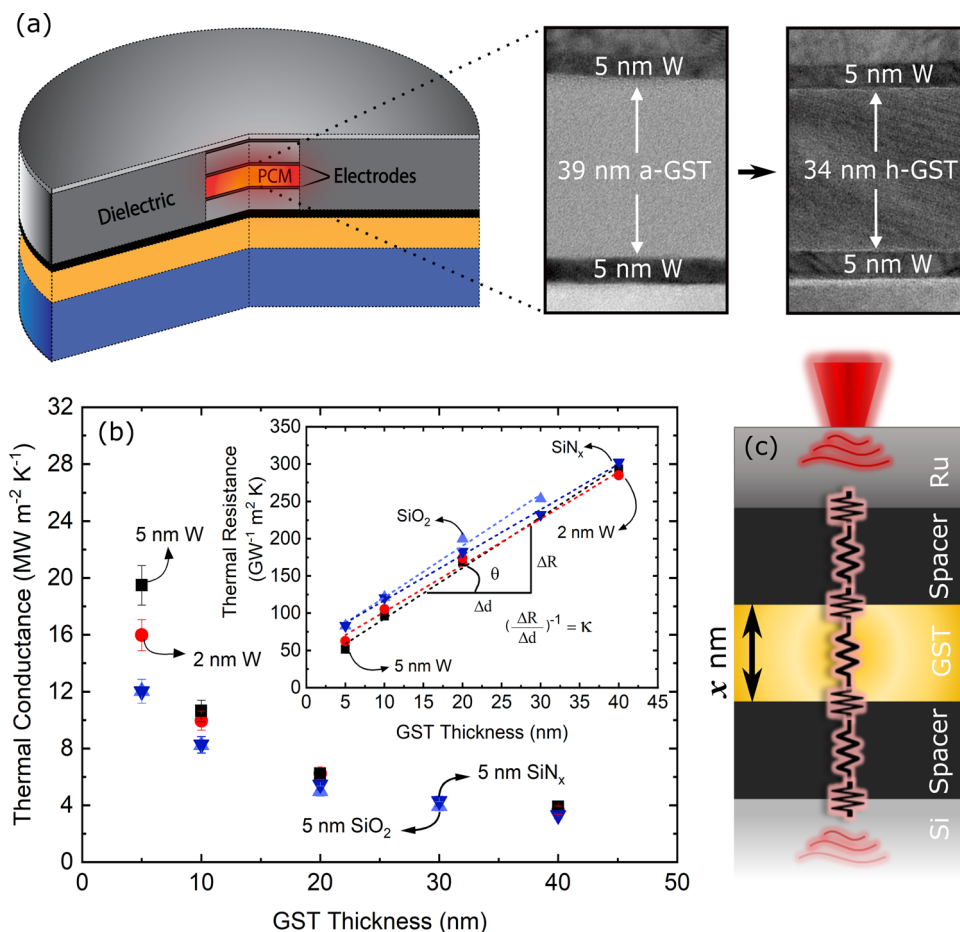 (a)
Dielectric
PCM
Electrodes
5 nm W
39 nm a-GST
5 nm W
5 nm W
34 nm h-GST
5 nm W
(b)
Thermal Conductance (MW m⁻² K⁻¹)
32
28
24
20
16
12
8
4
0
0 10 20 30 40 50
GST Thickness (nm)
5 nm W
2 nm W
5 nm SiNₓ
5 nm SiO₂
Thermal Resistance
(GW⁻¹ m² K)
350
300
250
200
150
100
50
0
0 5 10 15 20 25 30 35 40 45
GST Thickness (nm)
SiNₓ
SiO₂
2 nm W
5 nm W
θ
ΔR
Δd
(ΔR/Δd)⁻¹ = κ
(c)
Ru
Spacer
GST
x nm
Spacer
Si